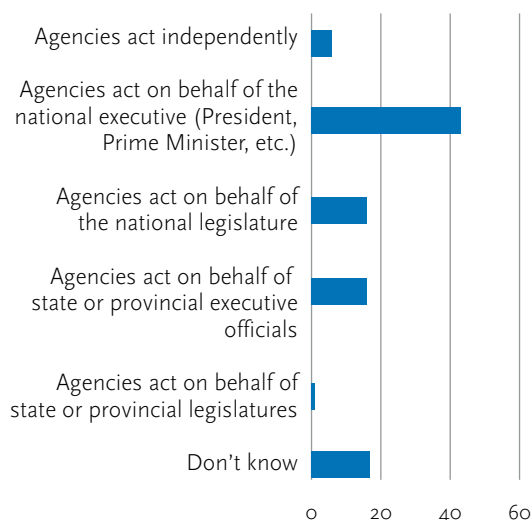 Agencies act independently
Agencies act on behalf of the
national executive (President,
Prime Minister, etc.)
Agencies act on behalf of
the national legislature
Agencies act on behalf of
state or provincial executive
officials
Agencies act on behalf of
state or provincial legislatures
Don’t know
0 20 40 60